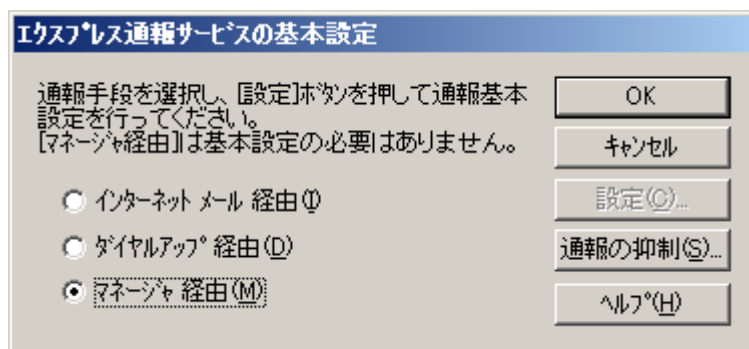 エクスプレス通報サービスの基本設定
通報手段を選択し、[設定]ボタンを押して通報基本
設定を行ってください。
[マネージャ経由]は基本設定の必要はありません。
インターネット メール 経由(I)
ダイヤルアップ 経由(D)
マネージャ 経由(M)
OK
キャンセル
設定(C)...
通報の抑制(S)...
ヘルプ(H)